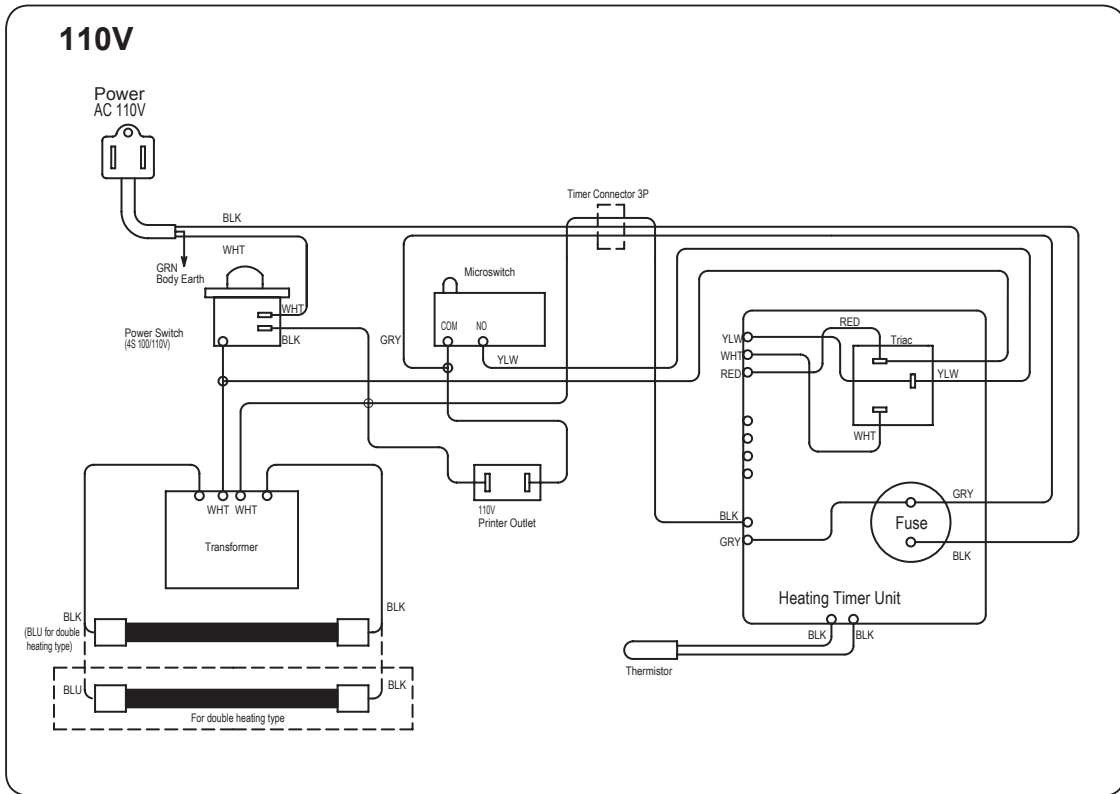 110V
Power
AC 110V
BLK
WHT
GRN
Body Earth
WHT
BLK
Power Switch
(4S 100/110V)
Timer Connector 3P
Microswitch
COM
NO
GRY
YLW
110V
Printer Outlet
YLW
WHT
RED
RED
Triac
YLW
WHT
BLK
GRY
GRY
Fuse
BLK
Heating Timer Unit
BLK
BLK
Thermistor
WHT
WHT
Transformer
BLK
(BLU for double
heating type)
BLK
BLU
BLK
For double heating type